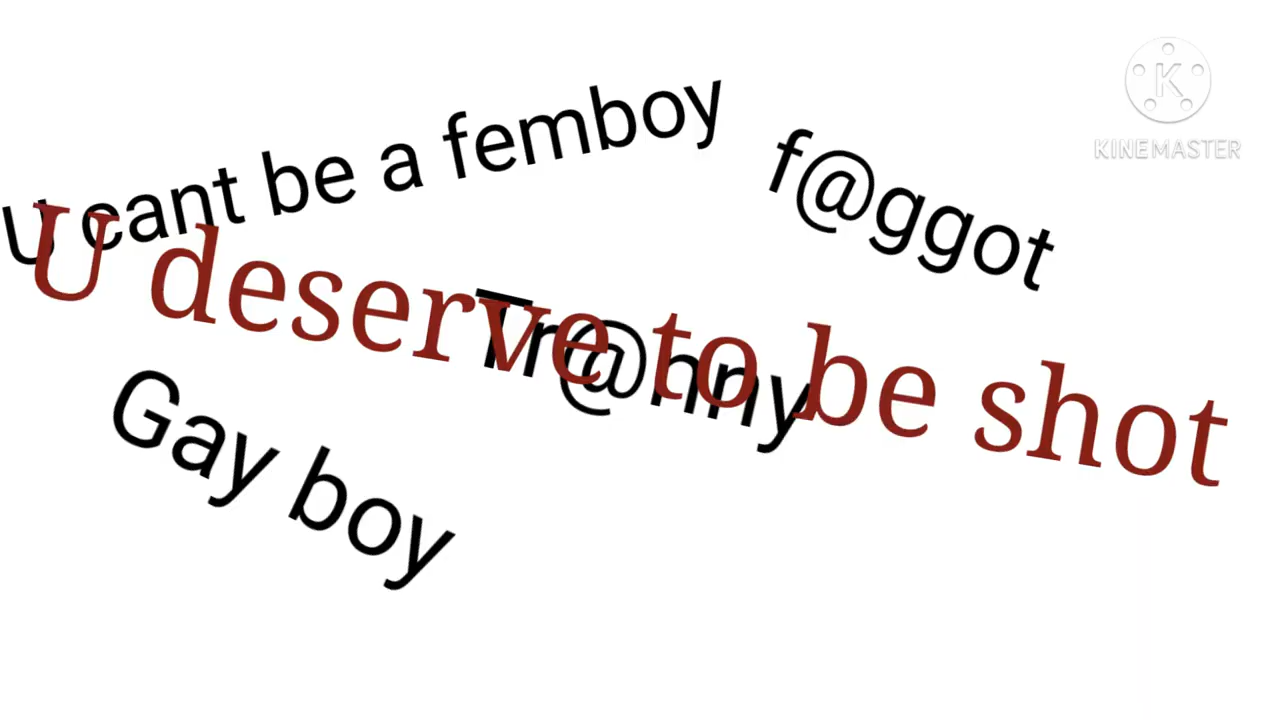 U cant be a femboy
f@ggot
U deserve to be shot
Tr@nny
Gay boy
KINEMASTER